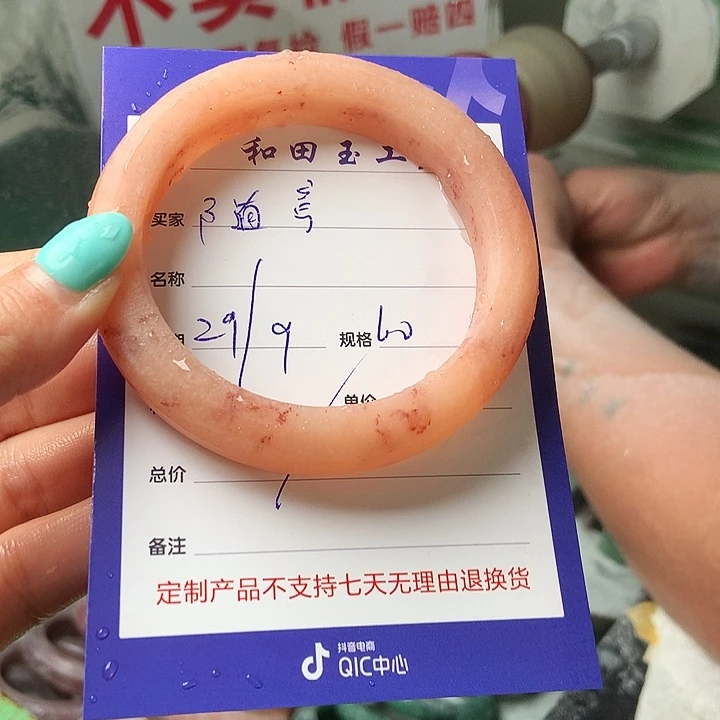 假一赔四
和田玉工
买家
名称
29/9 规格 60
单价
总价
备注
定制产品不支持七天无理由退换货
抖音电商
QIC中心